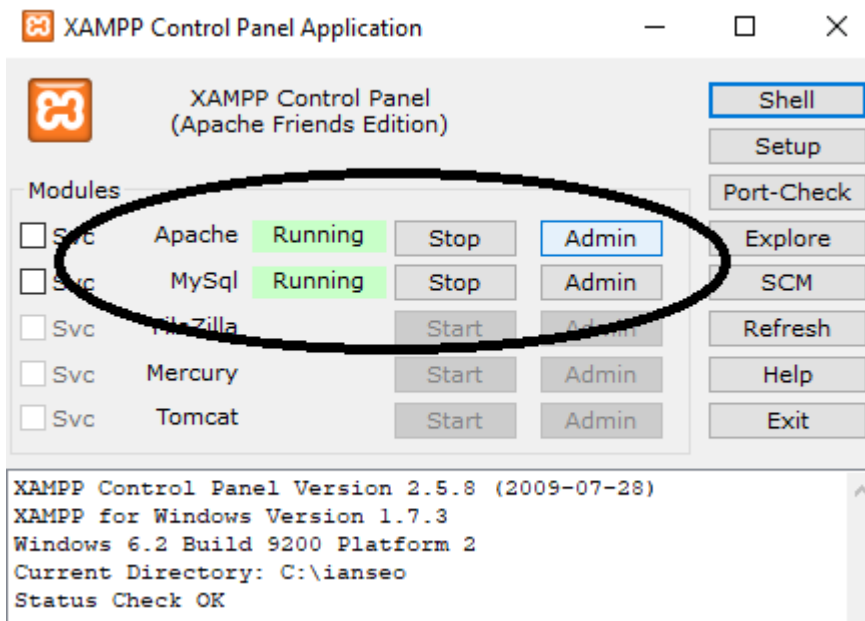 XAMPP Control Panel Application
XAMPP Control Panel
(Apache Friends Edition)
Shell
Setup
Modules
Port-Check
Svc Apache Running Stop Admin Explore
Svc MySql Running Stop Admin SCM
Svc FileZilla Start Admin Refresh
Svc Mercury Start Admin Help
Svc Tomcat Start Admin Exit
XAMPP Control Panel Version 2.5.8 (2009-07-28)
XAMPP for Windows Version 1.7.3
Windows 6.2 Build 9200 Platform 2
Current Directory: C:\ianseo
Status Check OK